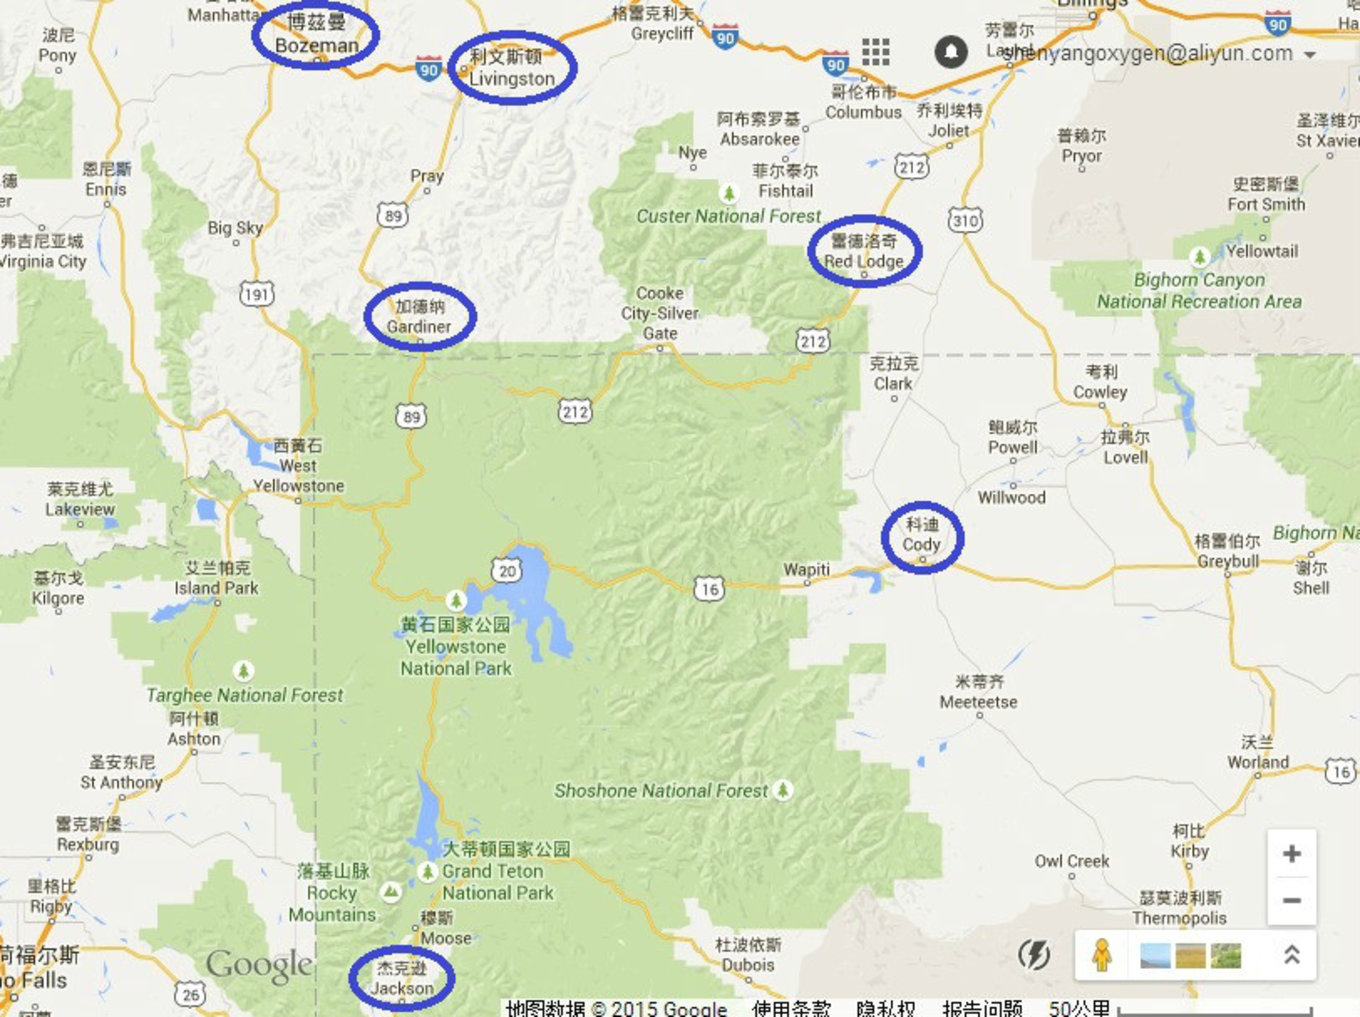 Manhattan
博兹曼
Bozeman
利文斯顿
Livingston
格雷克利夫
Greycliff
劳雷尔
Laurel
Billings
shenyangoxygen@aliyun.com
波尼
Pony
90
90
90
90
哥伦布市
Columbus
乔利埃特
Joliet
阿布索罗基
Absarokee
普赖尔
Pryor
圣泽维尔
St Xavier
恩尼斯
Ennis
Pray
Nye
菲尔泰尔
Fishtail
212
史密斯堡
Fort Smith
89
Custer National Forest
310
Big Sky
弗吉尼亚城
Virginia City
雷德洛奇
Red Lodge
Yellowtail
Bighorn Canyon
National Recreation Area
191
加德纳
Gardiner
Cooke
City-Silver
Gate
212
克拉克
Clark
考利
Cowley
89
212
鲍威尔
Powell
拉弗尔
Lovell
西黄石
West
Yellowstone
莱克维尤
Lakeview
Willwood
科迪
Cody
Bighorn Na
格雷伯尔
Greybull
谢尔
Shell
基尔戈
Kilgore
艾兰帕克
Island Park
20
16
Wapiti
黄石国家公园
Yellowstone
National Park
Targhee National Forest
米蒂齐
Meeteetse
阿什顿
Ashton
圣安东尼
St Anthony
沃兰
Worland
16
Shoshone National Forest
雷克斯堡
Rexburg
柯比
Kirby
大蒂顿国家公园
Grand Teton
National Park
落基山脉
Rocky
Mountains
Owl Creek
里格比
Rigby
瑟莫波利斯
Thermopolis
穆斯
Moose
杜波依斯
Dubois
荷福尔斯
ho Falls
Google
杰克逊
Jackson
26
地图数据 © 2015 Google 使用条款 隐私权 报告问题 50公里